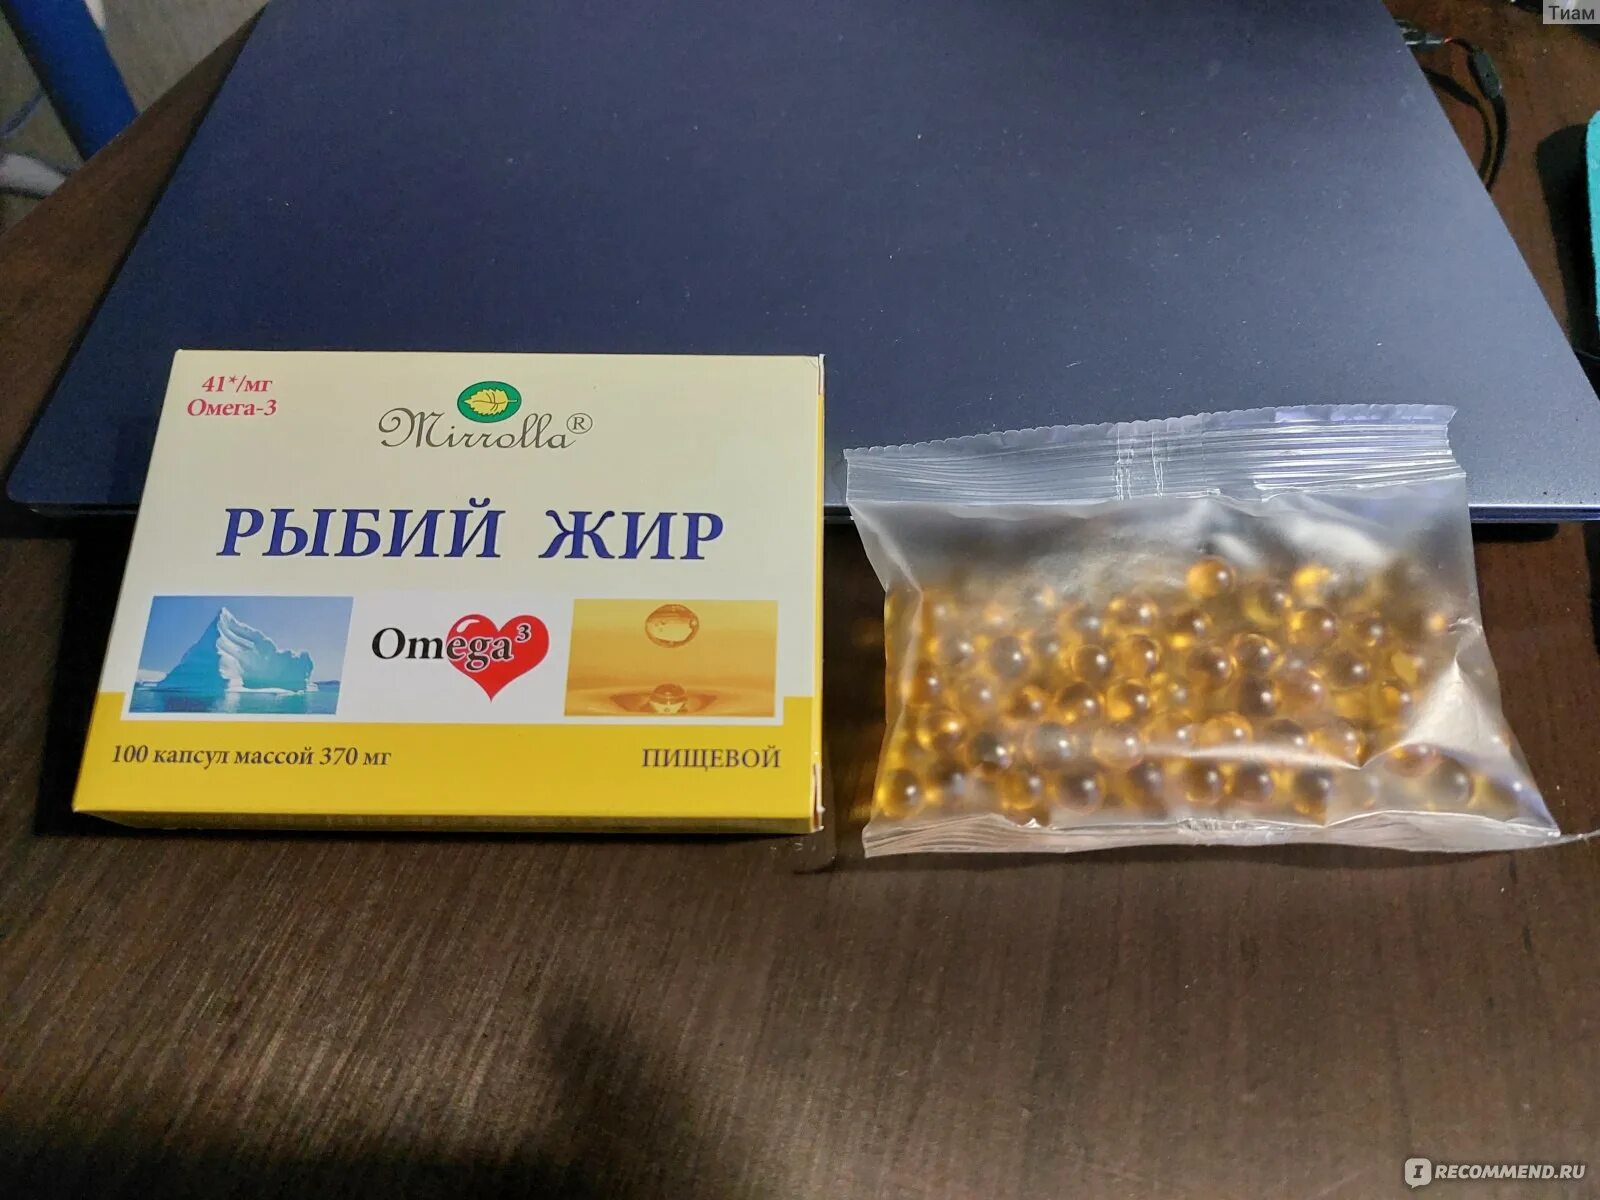 Тиам
41*/мг
Омега-3
Mirrolla®
РЫБИЙ ЖИР
Omega³
100 капсул массой 370 мг
ПИЩЕВОЙ
RECOMMEND.RU